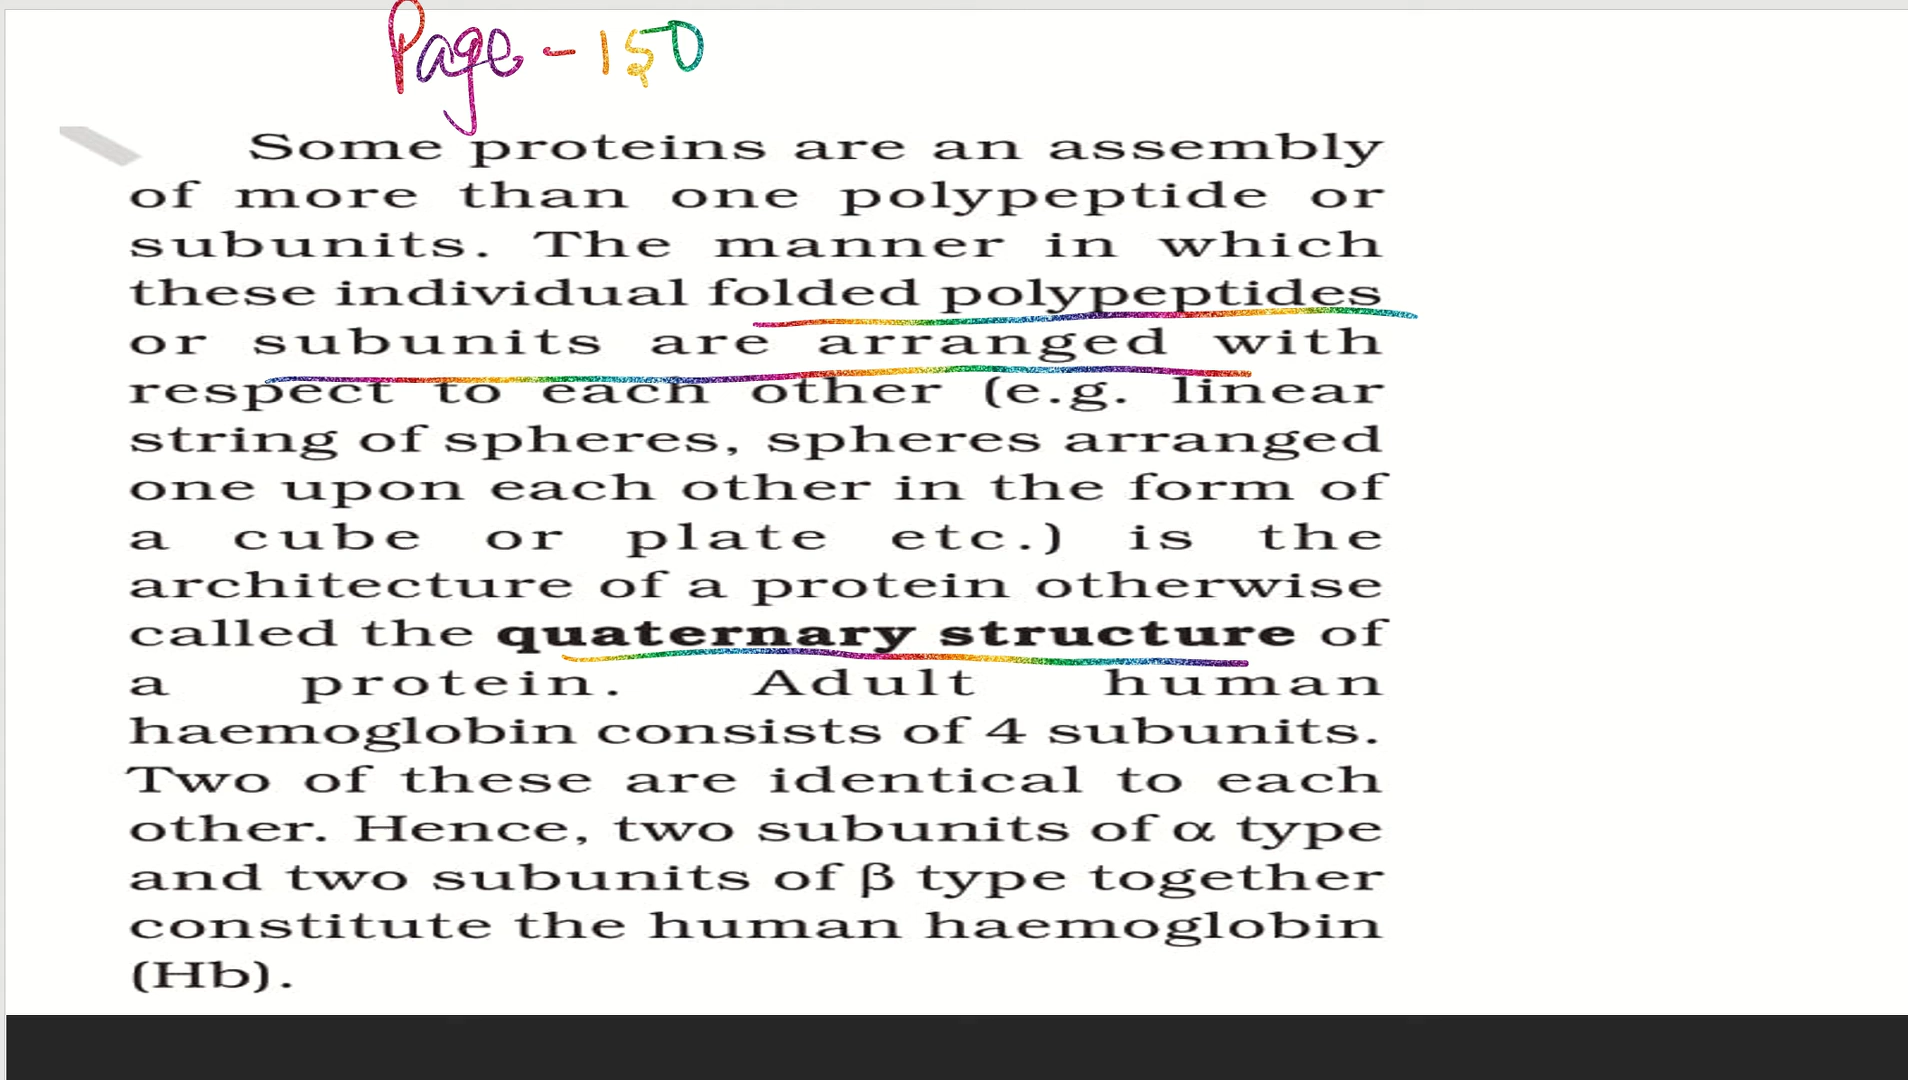 Page - 150
Some proteins are an assembly
of more than one polypeptide or
subunits. The manner in which
these individual folded polypeptides
or subunits are arranged with
respect to each other (e.g. linear
string of spheres, spheres arranged
one upon each other in the form of
a cube or plate etc.) is the
architecture of a protein otherwise
called the quaternary structure of
a protein. Adult human
haemoglobin consists of 4 subunits.
Two of these are identical to each
other. Hence, two subunits of α type
and two subunits of β type together
constitute the human haemoglobin
(Hb).